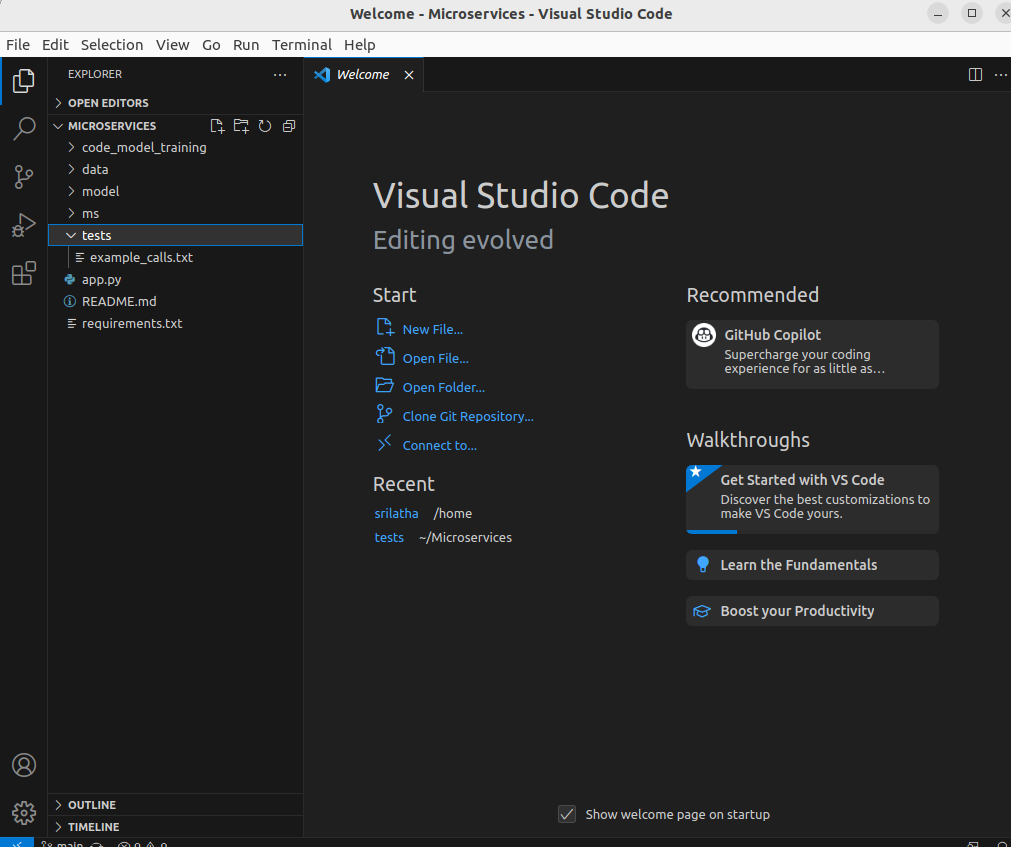 Welcome - Microservices - Visual Studio Code
File Edit Selection View Go Run Terminal Help
EXPLORER
Welcome
OPEN EDITORS
MICROSERVICES
code_model_training
data
model
ms
tests
example_calls.txt
app.py
README.md
requirements.txt
OUTLINE
TIMELINE
Visual Studio Code
Editing evolved
Start
New File...
Open File...
Open Folder...
Clone Git Repository...
Connect to...
Recent
srilatha /home
tests ~/Microservices
Recommended
GitHub Copilot
Supercharge your coding
experience for as little as…
Walkthroughs
Get Started with VS Code
Discover the best customizations to
make VS Code yours.
Learn the Fundamentals
Boost your Productivity
Show welcome page on startup
main 0 0